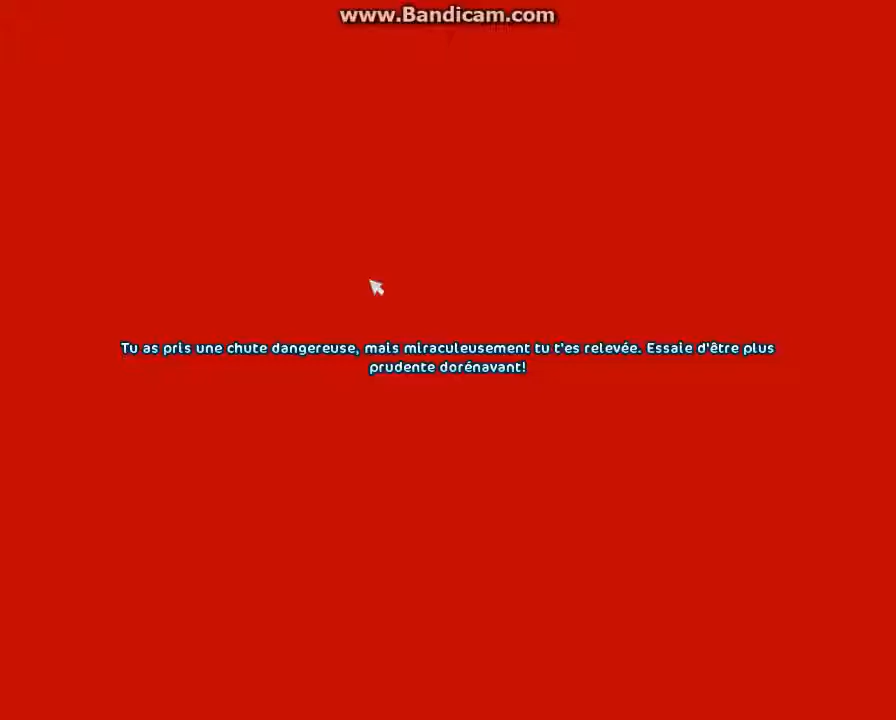 www.Bandicam.com
Tu as pris une chute dangereuse, mais miraculeusement tu t'es relevée. Essaie d'être plus
prudente dorénavant!